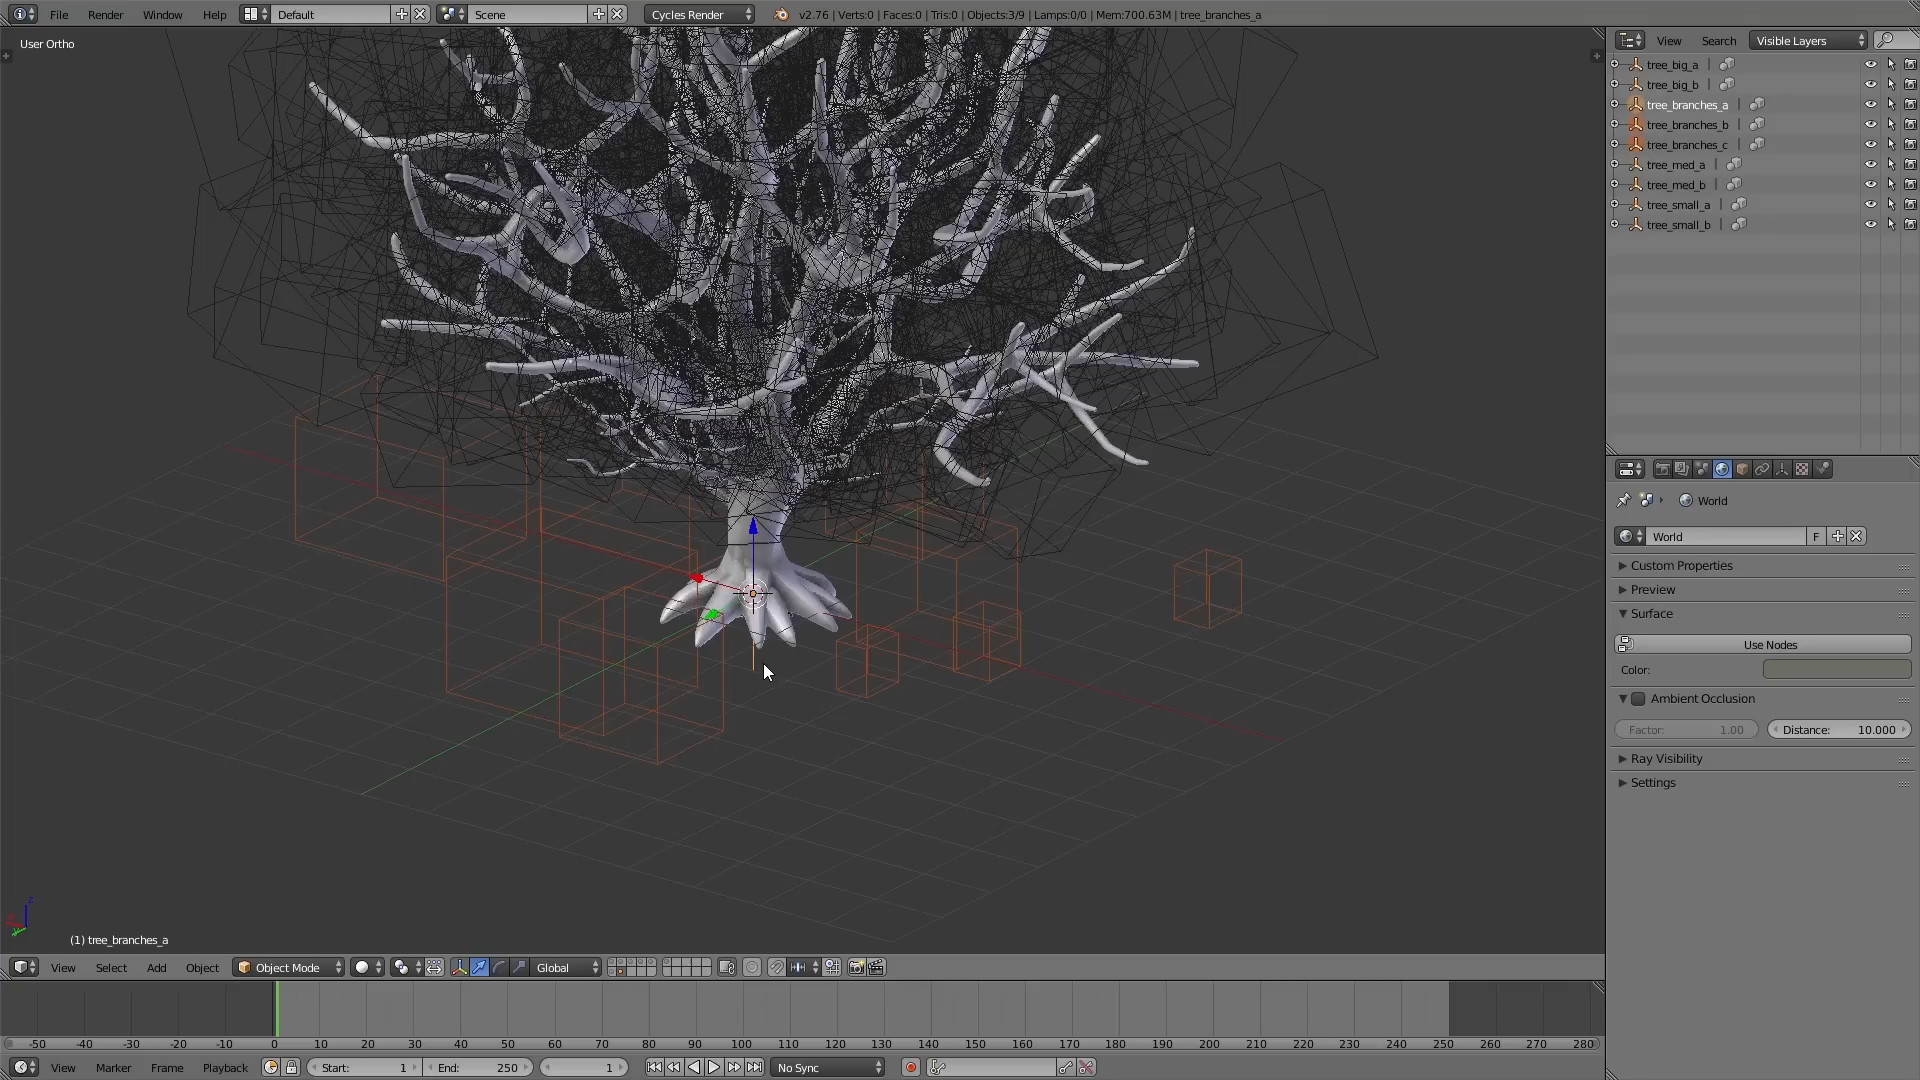 File Render Window Help Default Scene Cycles Render v2.76 | Verts:0 | Faces:0 | Tris:0 | Objects:3/9 | Lamps:0/0 | Mem:700.63M | tree_branches_a
User Ortho
View Search Visible Layers
tree_big_a
tree_big_b
tree_branches_a
tree_branches_b
tree_branches_c
tree_med_a
tree_med_b
tree_small_a
tree_small_b
World
World F
Custom Properties
Preview
Surface
Use Nodes
Color:
Ambient Occlusion
Factor: 1.00 Distance: 10.000
Ray Visibility
Settings
z
(1) tree_branches_a
View Select Add Object Object Mode Global
-50 -40 -30 -20 -10 0 10 20 30 40 50 60 70 80 90 100 110 120 130 140 150 160 170 180 190 200 210 220 230 240 250 260 270 280
View Marker Frame Playback Start: 1 End: 250 1 No Sync